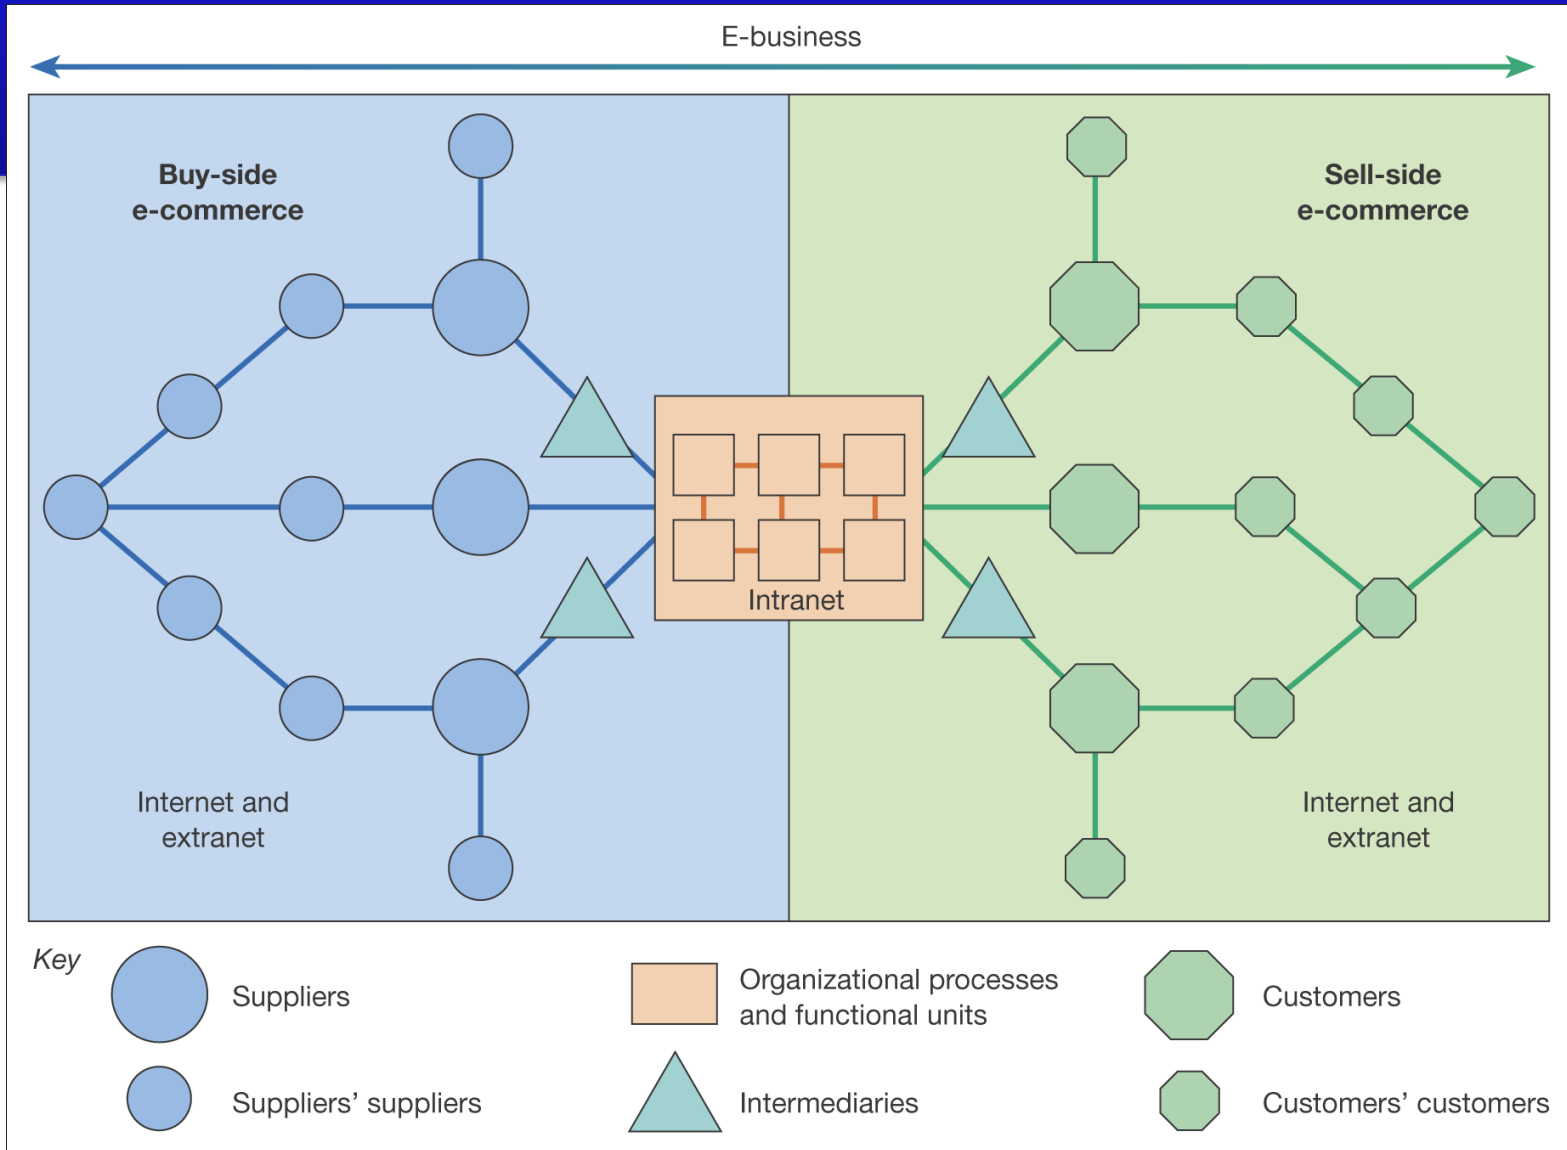 E-business
Buy-side
e-commerce
Sell-side
e-commerce
Intranet
Internet and
extranet
Internet and
extranet
Key
Suppliers
Organizational processes
and functional units
Customers
Suppliers’ suppliers
Intermediaries
Customers’ customers